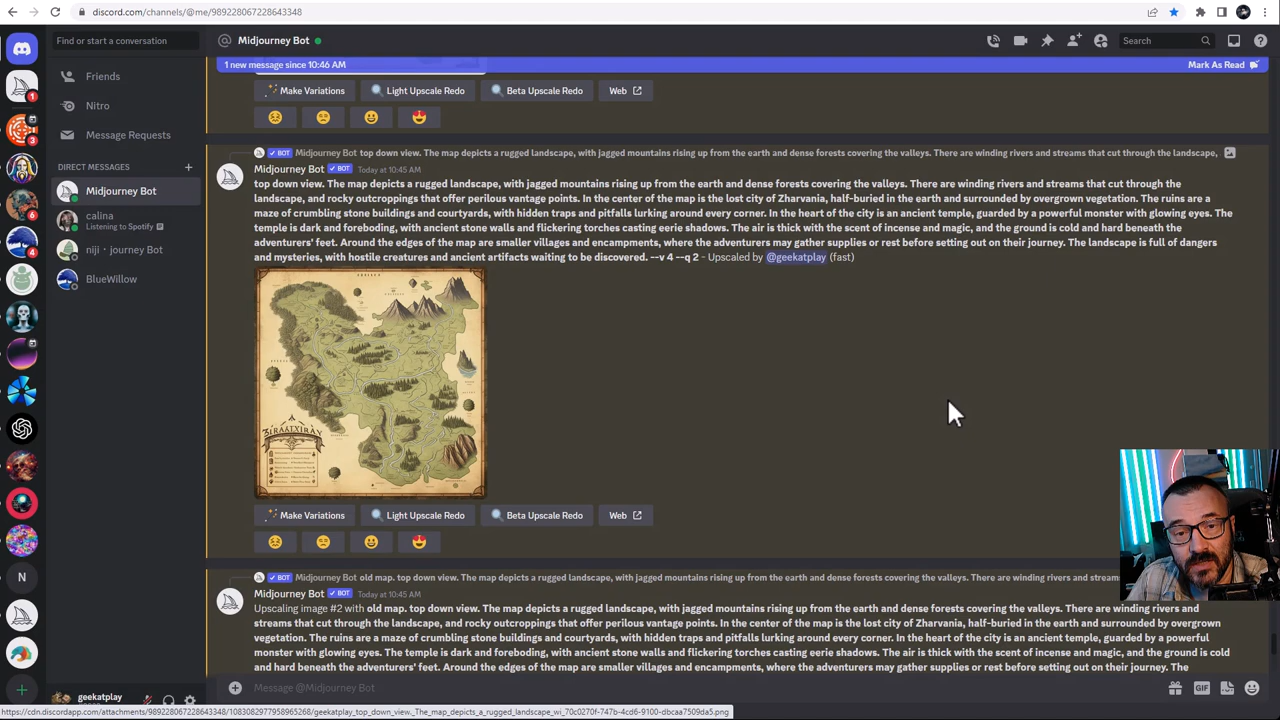 discord.com/channels/@me/989228067228643348
Find or start a conversation
Midjourney Bot
Search
1 new message since 10:46 AM
Mark As Read
Friends
Nitro
Message Requests
DIRECT MESSAGES
Midjourney Bot
calina
Listening to Spotify
niji・journey Bot
BlueWillow
1
3
6
4
N
Make Variations
Light Upscale Redo
Beta Upscale Redo
Web
BOT Midjourney Bot top down view. The map depicts a rugged landscape, with jagged mountains rising up from the earth and dense forests covering the valleys. There are winding rivers and streams that cut through the landscape,
Midjourney Bot BOT Today at 10:45 AM
top down view. The map depicts a rugged landscape, with jagged mountains rising up from the earth and dense forests covering the valleys. There are winding rivers and streams that cut through the
landscape, and rocky outcroppings that offer perilous vantage points. In the center of the map is the lost city of Zharvania, half-buried in the earth and surrounded by overgrown vegetation. The ruins are a
maze of crumbling stone buildings and courtyards, with hidden traps and pitfalls lurking around every corner. In the heart of the city is an ancient temple, guarded by a powerful monster with glowing eyes. The
temple is dark and foreboding, with ancient stone walls and flickering torches casting eerie shadows. The air is thick with the scent of incense and magic, and the ground is cold and hard beneath the
adventurers' feet. Around the edges of the map are smaller villages and encampments, where the adventurers may gather supplies or rest before setting out on their journey. The landscape is full of dangers
and mysteries, with hostile creatures and ancient artifacts waiting to be discovered. --v 4 --q 2 - Upscaled by @geekatplay (fast)
Make Variations
Light Upscale Redo
Beta Upscale Redo
Web
BOT Midjourney Bot old map. top down view. The map depicts a rugged landscape, with jagged mountains rising up from the earth and dense forests covering the valleys. There are winding rivers and streams
Midjourney Bot BOT Today at 10:45 AM
Upscaling image #2 with old map. top down view. The map depicts a rugged landscape, with jagged mountains rising up from the earth and dense forests covering the valleys. There are winding rivers and
streams that cut through the landscape, and rocky outcroppings that offer perilous vantage points. In the center of the map is the lost city of Zharvania, half-buried in the earth and surrounded by overgrown
vegetation. The ruins are a maze of crumbling stone buildings and courtyards, with hidden traps and pitfalls lurking around every corner. In the heart of the city is an ancient temple, guarded by a powerful
monster with glowing eyes. The temple is dark and foreboding, with ancient stone walls and flickering torches casting eerie shadows. The air is thick with the scent of incense and magic, and the ground is cold
and hard beneath the adventurers' feet. Around the edges of the map are smaller villages and encampments, where the adventurers may gather supplies or rest before setting out on their journey. The
geekatplay
Message @Midjourney Bot
GIF